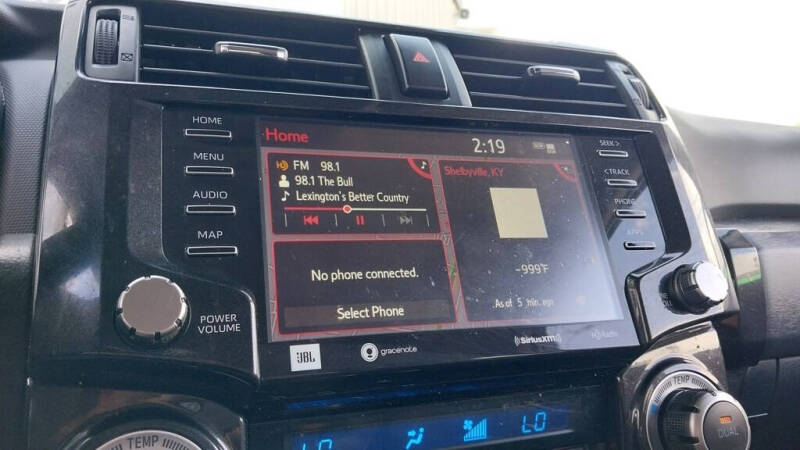 HOME
MENU
AUDIO
MAP
POWER
VOLUME
Home
2:19
FM 98.1
98.1 The Bull
Lexington's Better Country
No phone connected.
Select Phone
Shelbyville, KY
-999°F
As of 5 min. ago
JBL
gracenote
SiriusXM
HD Radio
SEEK >
< TRACK
PHONE
APPS
TEMP
LO
LO
TEMP
DUAL